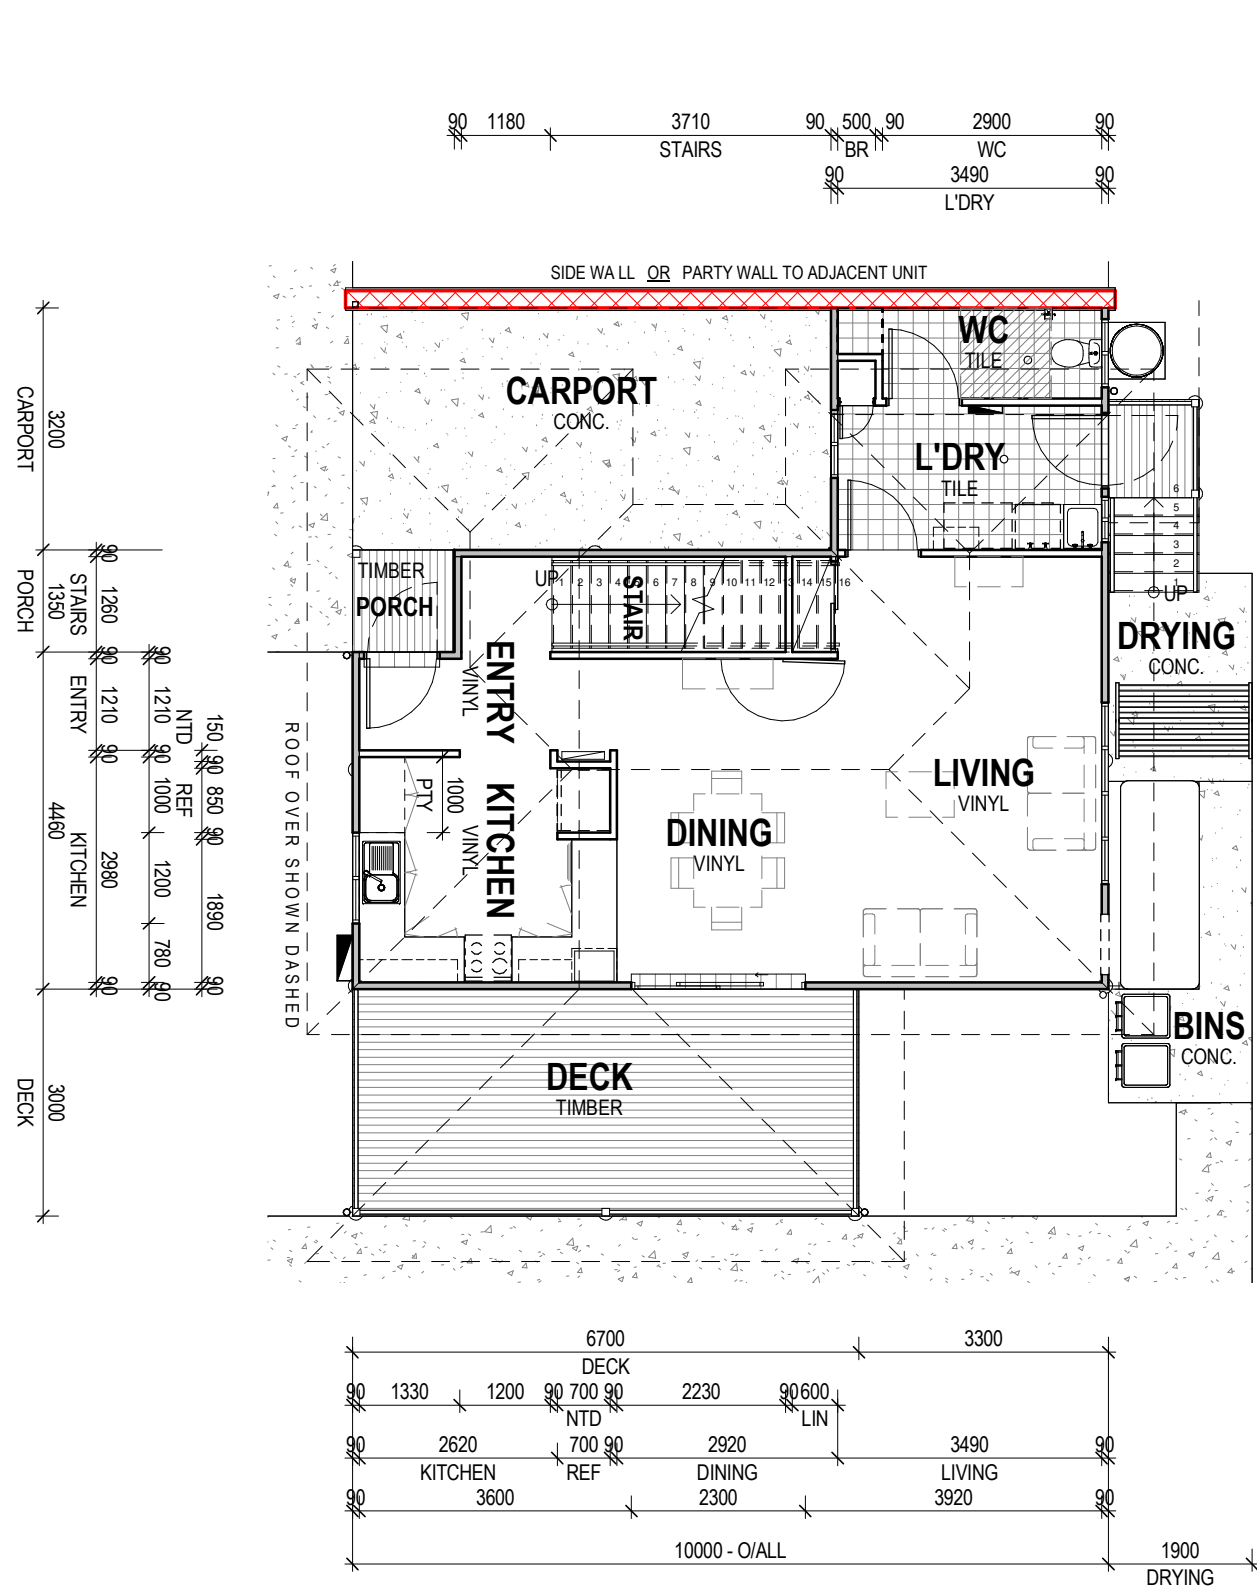 90 1180 3710 90 500 90 2900 90
STAIRS BR WC
90 3490 90
L'DRY
SIDE WALL OR PARTY WALL TO ADJACENT UNIT
WC
TILE
CARPORT
CONC.
L'DRY
TILE
6
5
4
3
2
1
UP
TIMBER
PORCH
UP
1 2 3 4 5 6 7 8 9 10 11 12 13 14 15 16
STAIR
DRYING
CONC.
ENTRY
VINYL
LIVING
VINYL
1000
PTY
KITCHEN
VINYL
DINING
VINYL
ROOF OVER SHOWN DASHED
BINS
CONC.
DECK
TIMBER
3200
CARPORT
1350
PORCH
4460
3000
DECK
90 1260 90 1210 90 2980 90
STAIRS ENTRY KITCHEN
90 1210 90 1000 1200 780 90
NTD
150 90 850 90 1890 90
REF
6700 3300
DECK
90 1330 1200 90 700 90 2230 90 600
NTD LIN
90 2620 700 90 2920 3490 90
KITCHEN REF DINING LIVING
90 3600 2300 3920 90
10000 - O/ALL 1900
DRYING